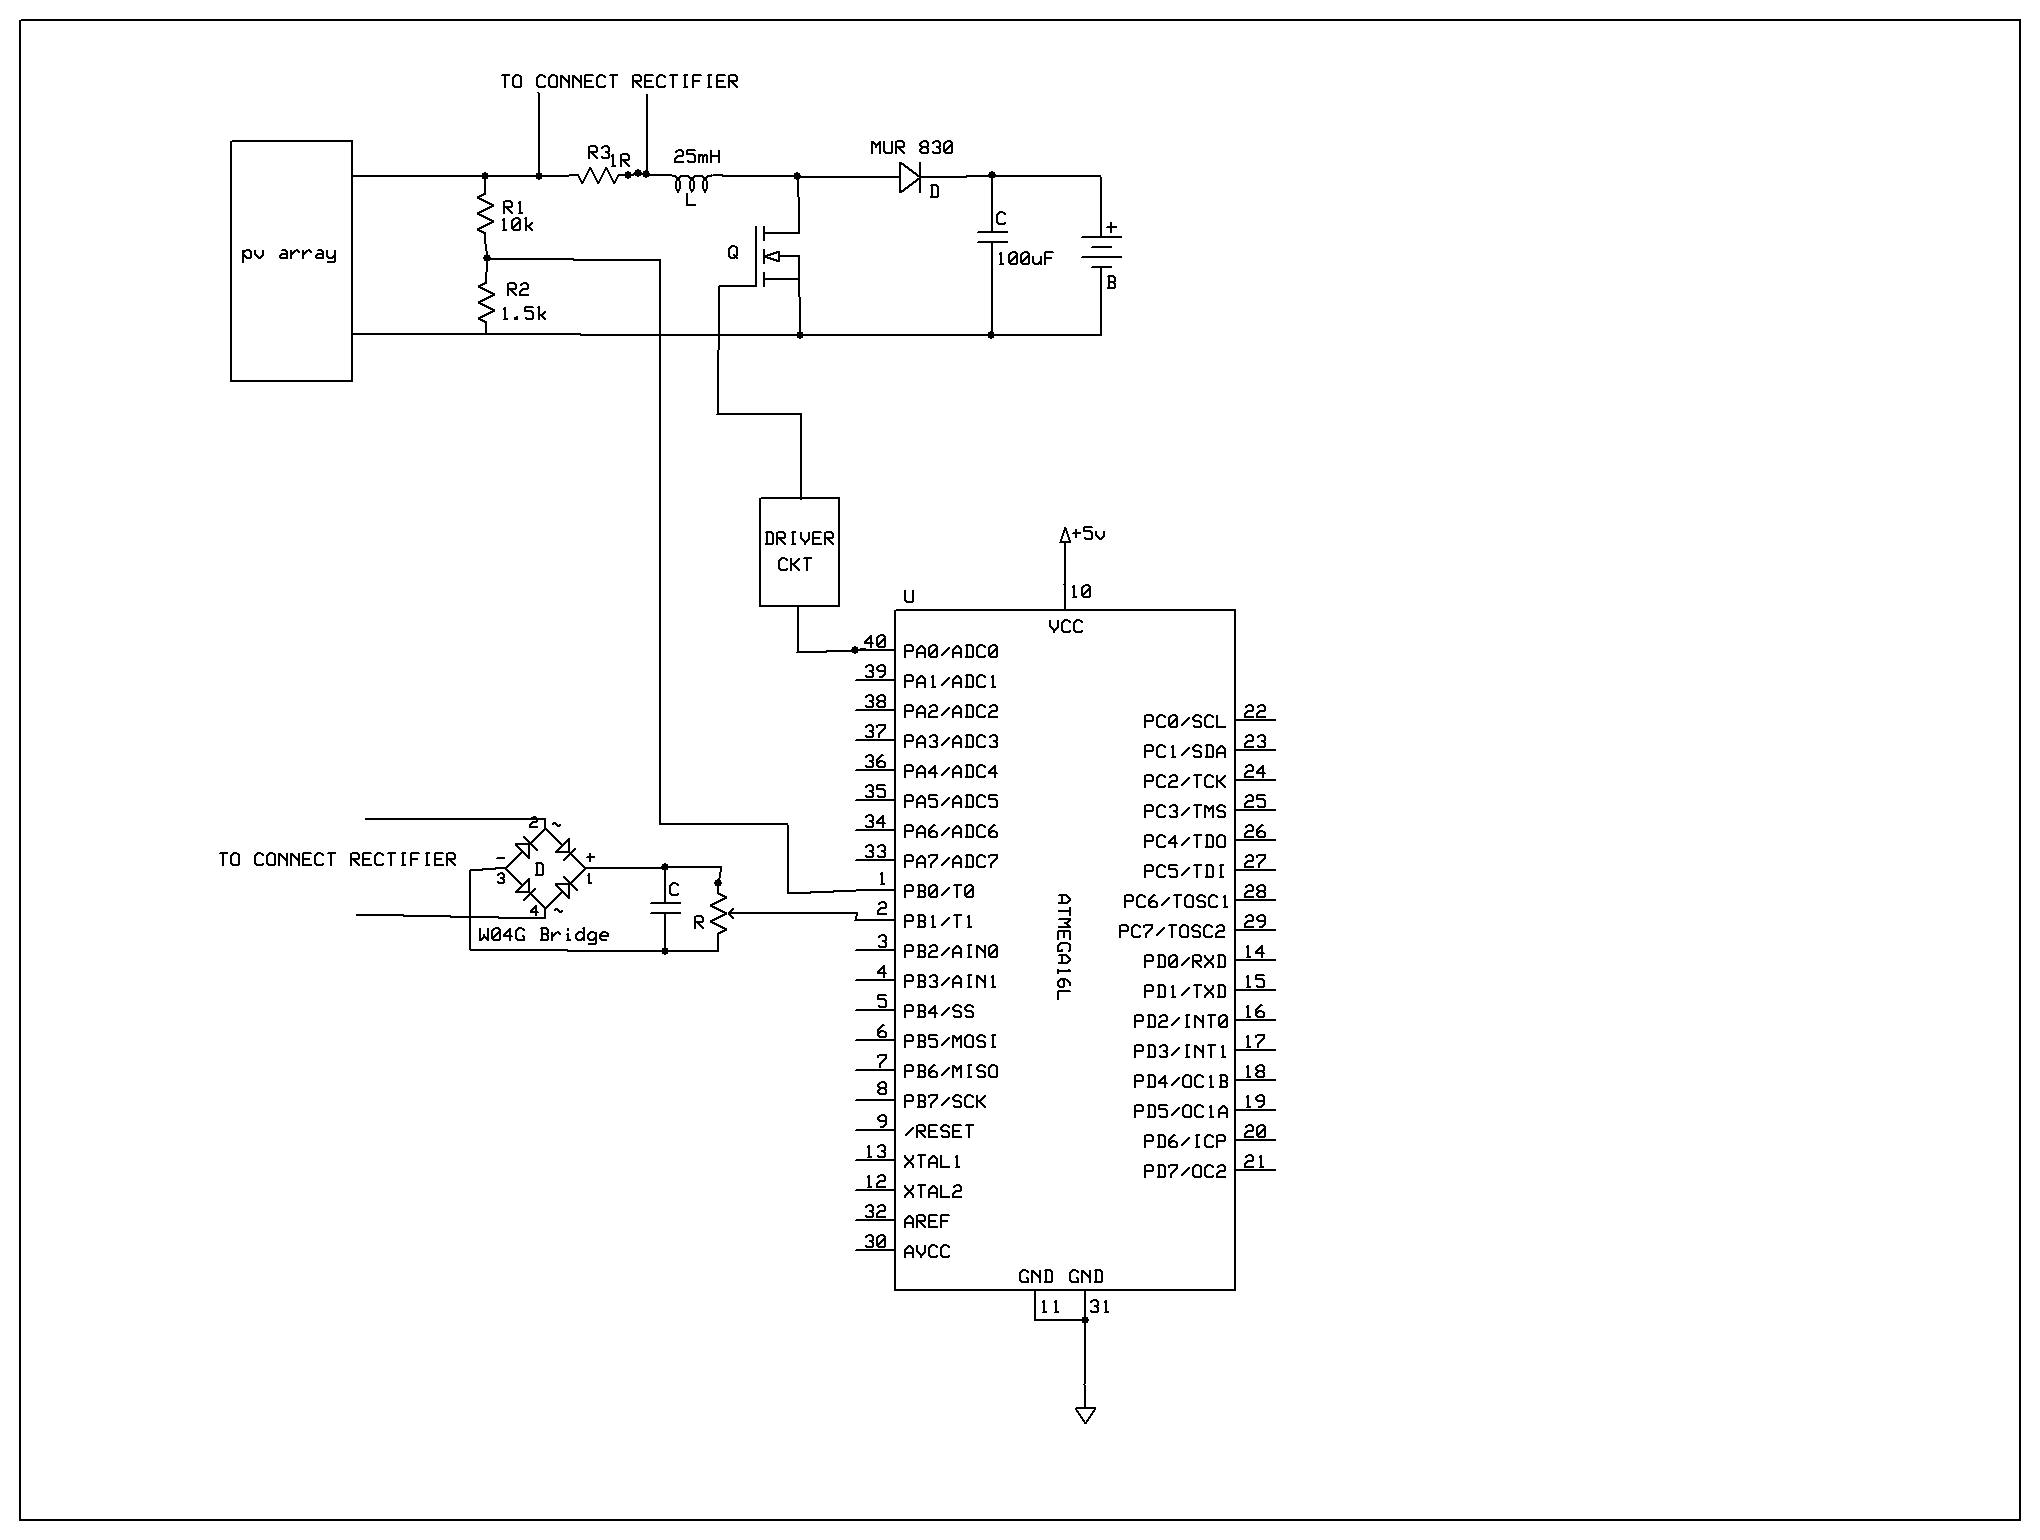 TO CONNECT RECTIFIER
R3
1R
25mH
L
MUR 830
D
R1
10k
pv array
R2
1.5k
Q
C
100uF
+
B
DRIVER
CKT
+5v
10
U
VCC
40 PA0/ADC0
39 PA1/ADC1
38 PA2/ADC2
37 PA3/ADC3
36 PA4/ADC4
35 PA5/ADC5
34 PA6/ADC6
33 PA7/ADC7
1 PB0/T0
2 PB1/T1
3 PB2/AIN0
4 PB3/AIN1
5 PB4/SS
6 PB5/MOSI
7 PB6/MISO
8 PB7/SCK
9 /RESET
13 XTAL1
12 XTAL2
32 AREF
30 AVCC
PC0/SCL 22
PC1/SDA 23
PC2/TCK 24
PC3/TMS 25
PC4/TDO 26
PC5/TDI 27
PC6/TOSC1 28
PC7/TOSC2 29
PD0/RXD 14
PD1/TXD 15
PD2/INT0 16
PD3/INT1 17
PD4/OC1B 18
PD5/OC1A 19
PD6/ICP 20
PD7/OC2 21
ATMEGA16L
GND GND
11 31
TO CONNECT RECTIFIER
2 ~
- +
D
3 1
4 ~
W04G Bridge
C
R